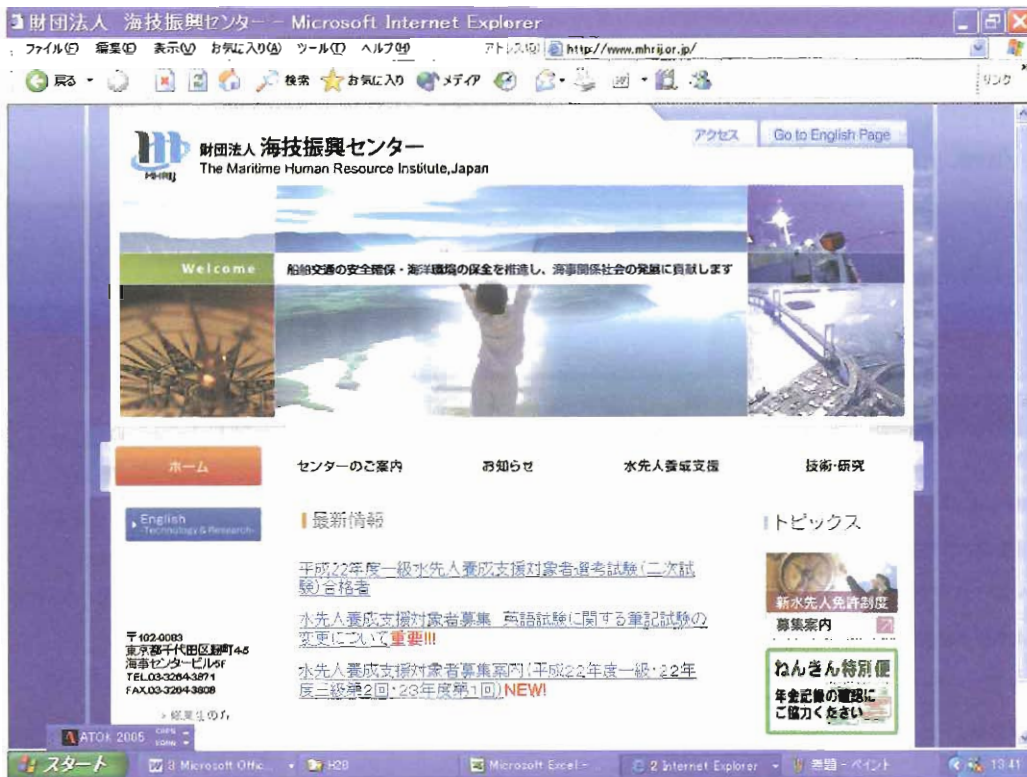 財団法人 海技振興センター - Microsoft Internet Explorer
ファイル(F) 編集(E) 表示(V) お気に入り(A) ツール(T) ヘルプ(H) アドレス(D) http://www.mhrij.or.jp/
戻る 検索 お気に入り メディア リンク
アクセス Go to English Page
MHRIJ
財団法人 海技振興センター
The Maritime Human Resource Institute,Japan
Welcome
船舶交通の安全確保・海洋環境の保全を推進し、海事関係社会の発展に貢献します
ホーム センターのご案内 お知らせ 水先人養成支援 技術・研究
English
-Technology & Research-
最新情報
平成22年度一級水先人養成支援対象者選考試験(二次試
験)合格者
水先人養成支援対象者募集 英語試験に関する筆記試験の
変更について重要!!!
水先人養成支援対象者募集案内(平成22年度一級・22年
度三級第2回・23年度第1回)NEW!
トピックス
新水先人免許制度
募集案内
ねんきん特別便
年金記録の確認に
ご協力ください
〒102-0083
東京都千代田区麹町4-5
海事センタービル5F
TEL.03-3264-3871
FAX.03-3264-3808
ATOK 2005
スタート 3 Microsoft Offic... H20 Microsoft Excel - 2 Internet Explorer 無題 - ペイント 13:41